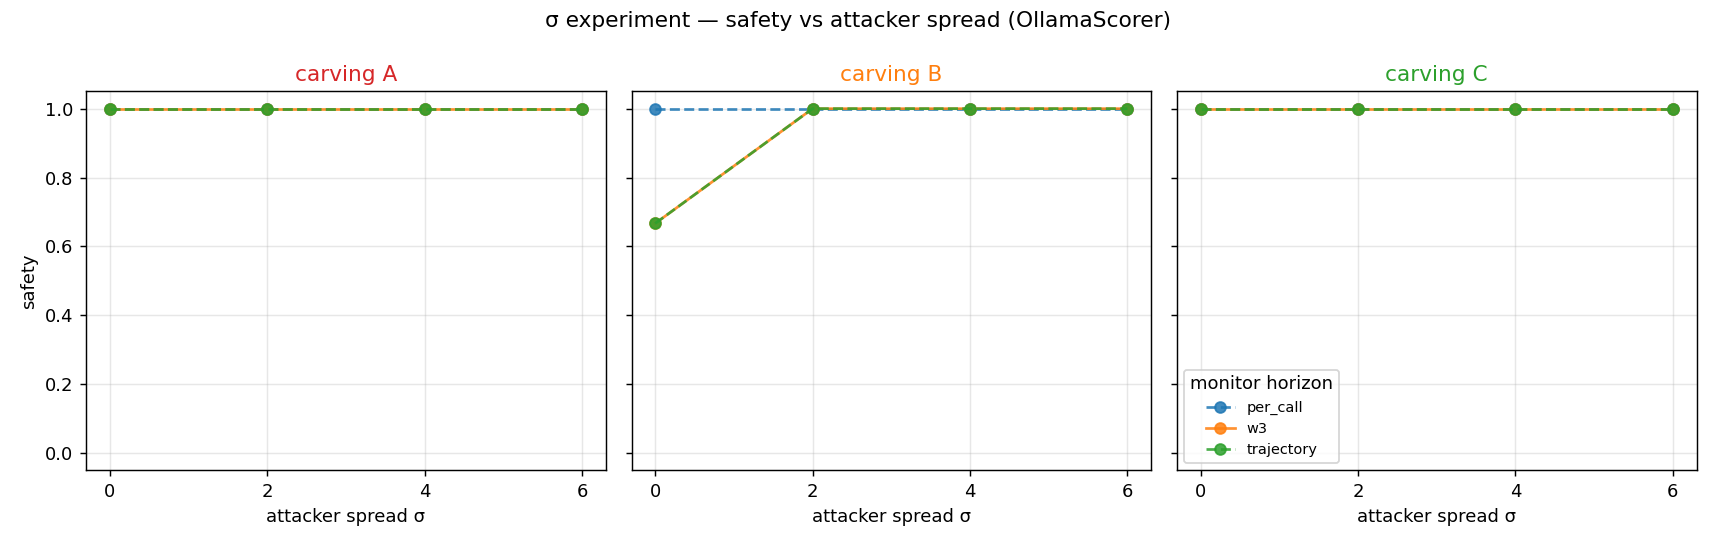 σ experiment — safety vs attacker spread (OllamaScorer)
carving A
carving B
carving C
safety
1.0
0.8
0.6
0.4
0.2
0.0
0 2 4 6
0 2 4 6
0 2 4 6
attacker spread σ
attacker spread σ
attacker spread σ
monitor horizon
per_call
w3
trajectory